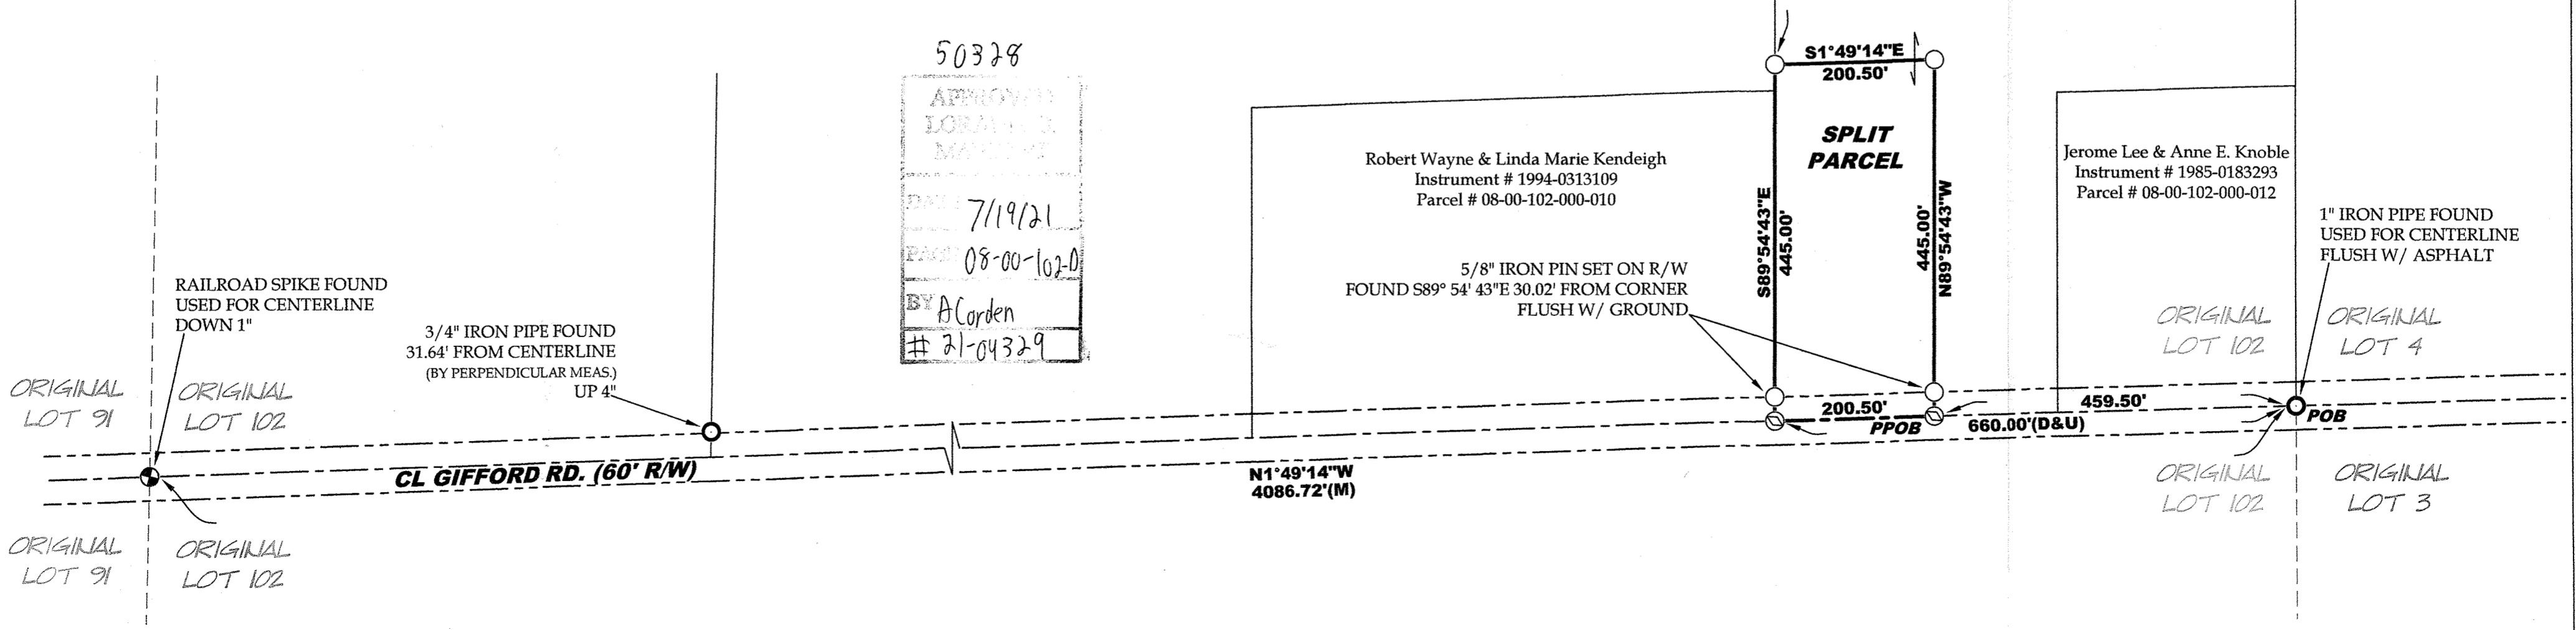 50328
APPROVED
LORAIN CO.
DATE 7/19/21
PAGE 08-00-102-D
BY ACorden
# 21-04329
S1°49'14"E
200.50'
SPLIT
PARCEL
S89°54'43"E
445.00'
445.00'
N89°54'43"W
Robert Wayne & Linda Marie Kendeigh
Instrument # 1994-0313109
Parcel # 08-00-102-000-010
Jerome Lee & Anne E. Knoble
Instrument # 1985-0183293
Parcel # 08-00-102-000-012
1" IRON PIPE FOUND
USED FOR CENTERLINE
FLUSH W/ ASPHALT
5/8" IRON PIN SET ON R/W
FOUND S89° 54' 43"E 30.02' FROM CORNER
FLUSH W/ GROUND
RAILROAD SPIKE FOUND
USED FOR CENTERLINE
DOWN 1"
3/4" IRON PIPE FOUND
31.64' FROM CENTERLINE
(BY PERPENDICULAR MEAS.)
UP 4"
ORIGINAL
LOT 91
ORIGINAL
LOT 102
ORIGINAL
LOT 102
ORIGINAL
LOT 4
200.50'
PPOB
459.50'
660.00'(D&U)
POB
CL GIFFORD RD. (60' R/W)
N1°49'14"W
4086.72'(M)
ORIGINAL
LOT 91
ORIGINAL
LOT 102
ORIGINAL
LOT 102
ORIGINAL
LOT 3